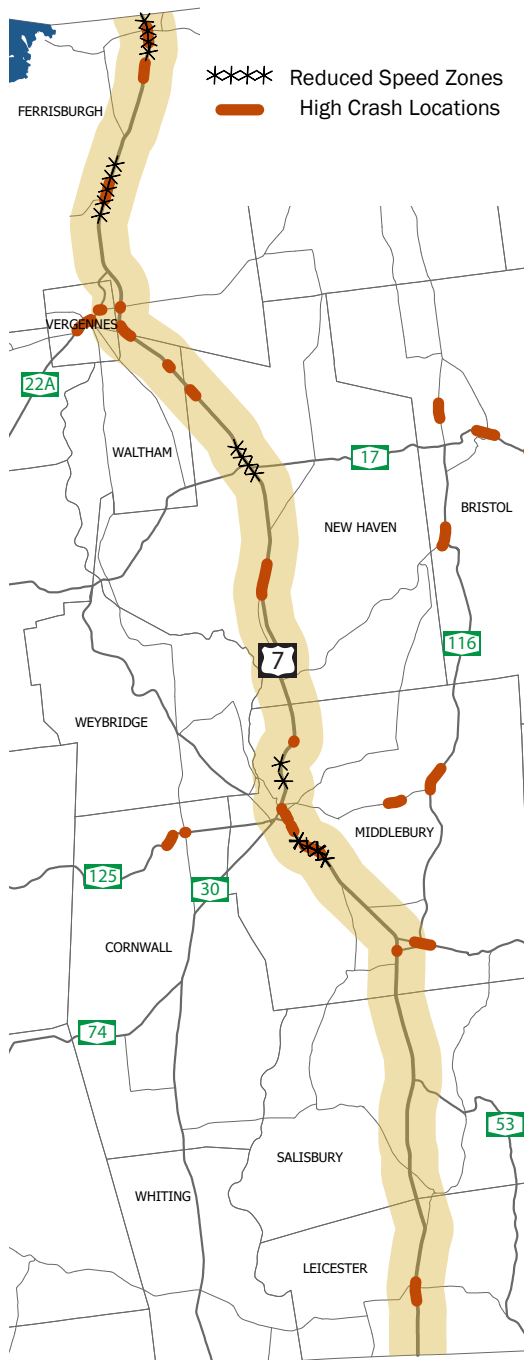 Reduced Speed Zones
High Crash Locations
FERRISBURGH
VERGENNES
22A
WALTHAM
17
BRISTOL
NEW HAVEN
116
7
WEYBRIDGE
MIDDLEBURY
125
30
CORNWALL
74
53
SALISBURY
WHITING
LEICESTER